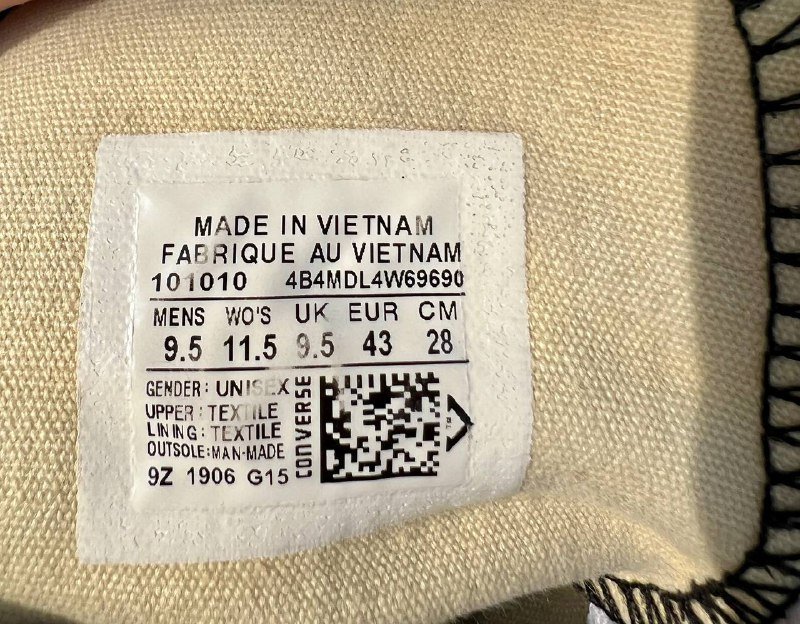 MADE IN VIETNAM
FABRIQUE AU VIETNAM
101010 4B4MDL4W69690
MENS WO'S UK EUR CM
9.5 11.5 9.5 43 28
GENDER: UNISEX
UPPER: TEXTILE
LINING: TEXTILE
OUTSOLE: MAN-MADE
9Z 1906 G15
CONVERSE
TM